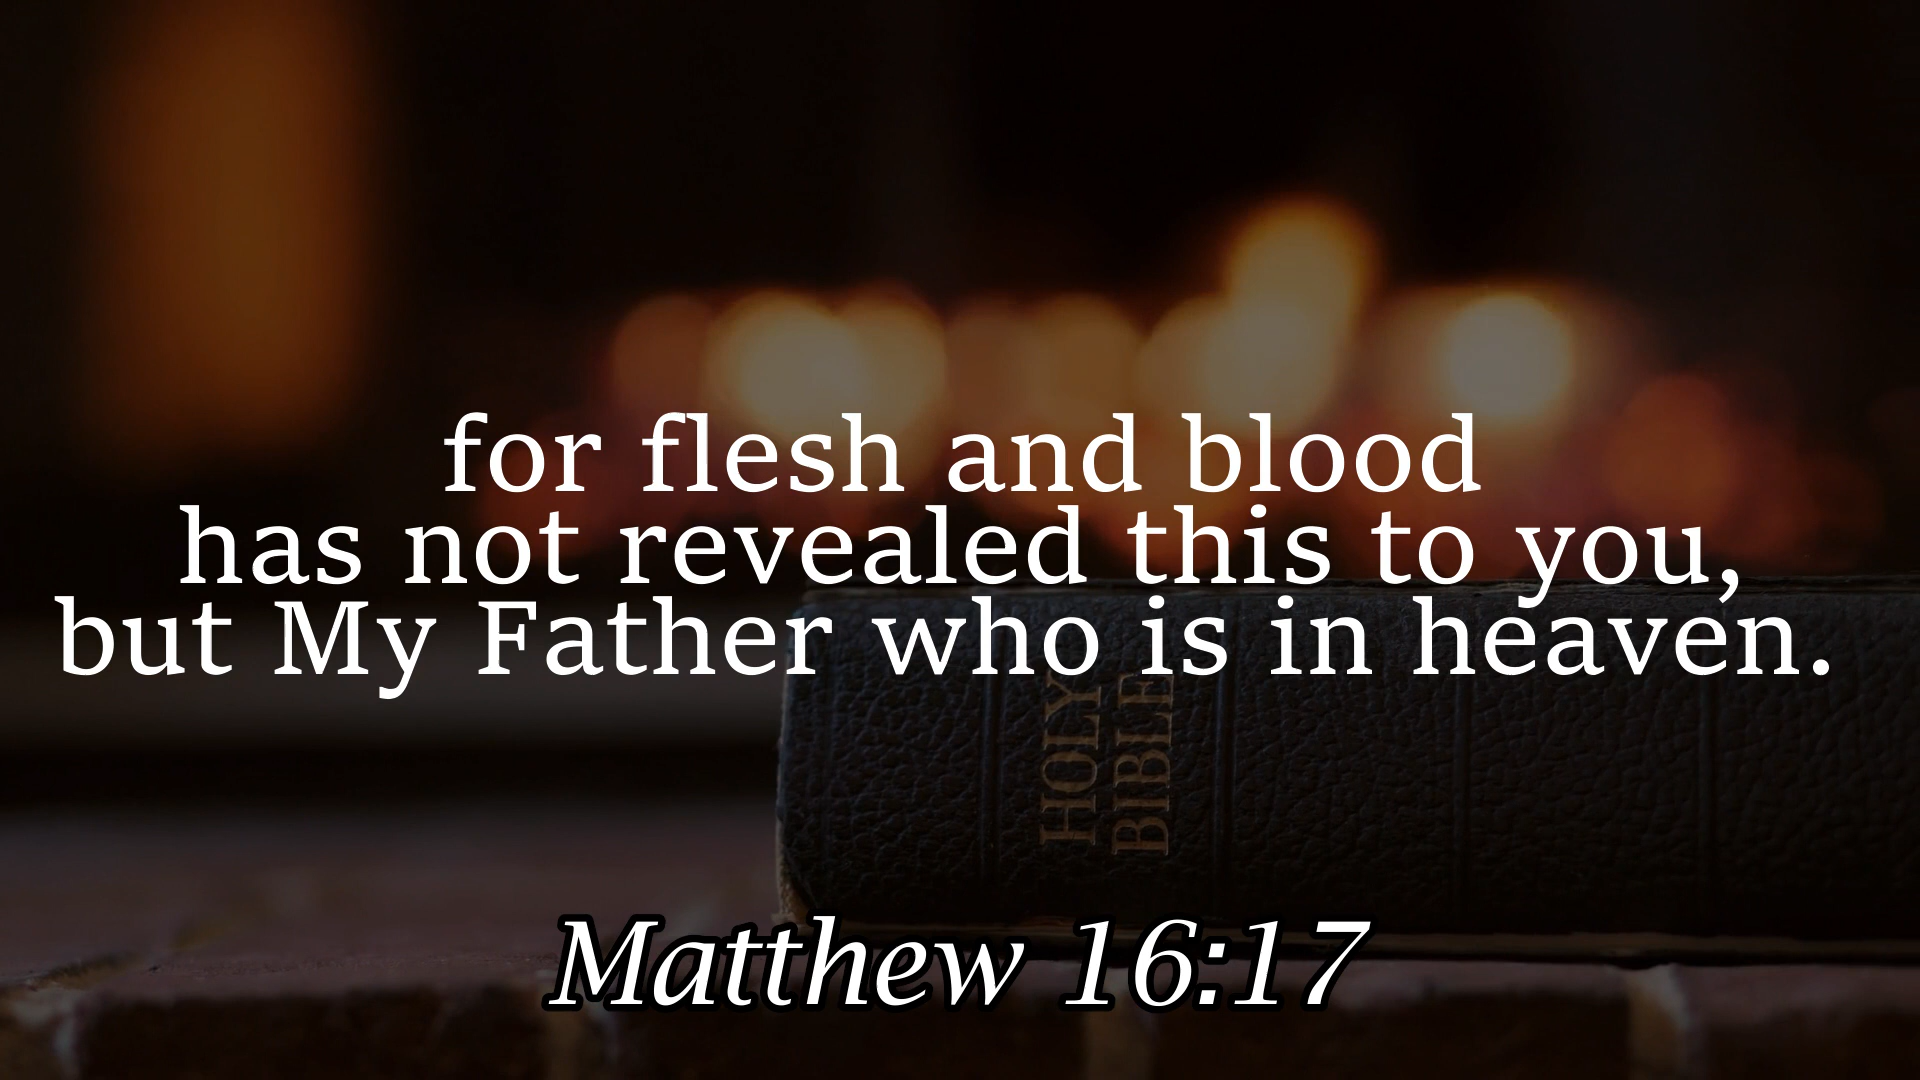 for flesh and blood
has not revealed this to you,
but My Father who is in heaven.
HOLY
BIBLE
Matthew 16:17